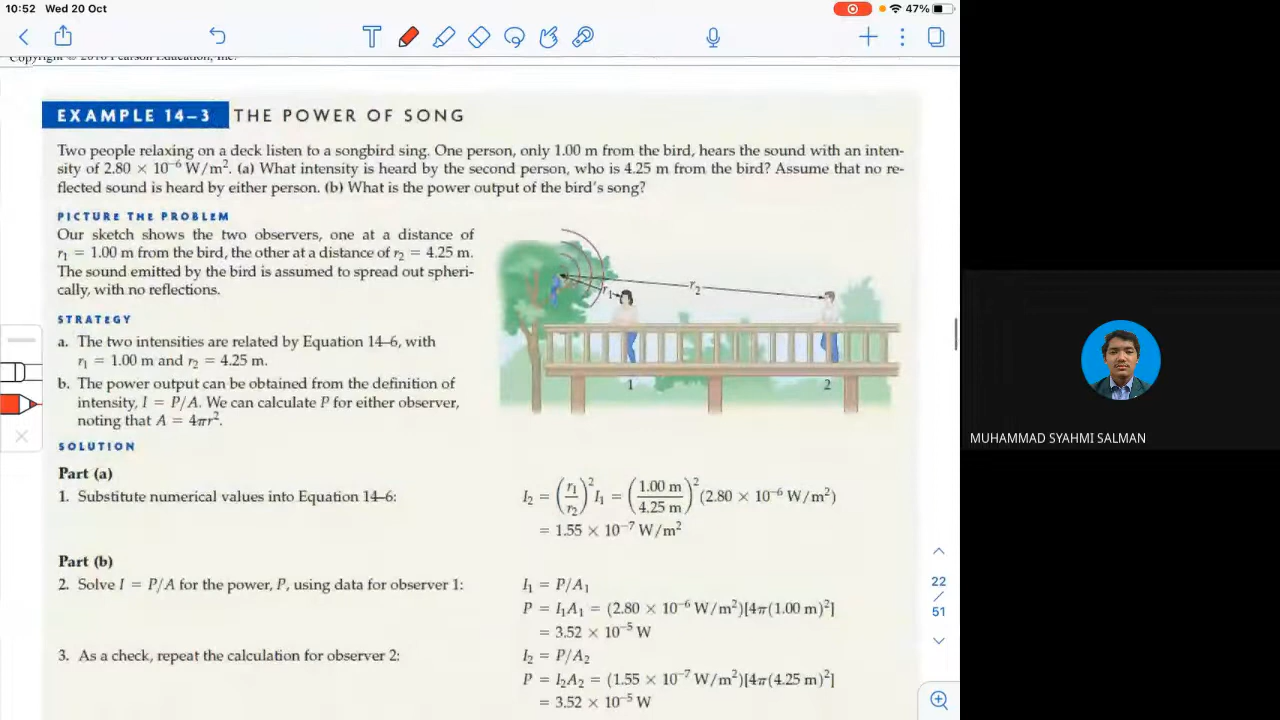 10:52 Wed 20 Oct
47%
Copyright © 2010 Pearson Education, Inc.
EXAMPLE 14–3 THE POWER OF SONG
Two people relaxing on a deck listen to a songbird sing. One person, only 1.00 m from the bird, hears the sound with an inten-
sity of 2.80 × 10⁻⁶ W/m². (a) What intensity is heard by the second person, who is 4.25 m from the bird? Assume that no re-
flected sound is heard by either person. (b) What is the power output of the bird's song?
PICTURE THE PROBLEM
Our sketch shows the two observers, one at a distance of
r₁ = 1.00 m from the bird, the other at a distance of r₂ = 4.25 m.
The sound emitted by the bird is assumed to spread out spheri-
cally, with no reflections.
r₁
r₂
1
2
STRATEGY
a. The two intensities are related by Equation 14–6, with
r₁ = 1.00 m and r₂ = 4.25 m.
b. The power output can be obtained from the definition of
intensity, I = P/A. We can calculate P for either observer,
noting that A = 4πr².
SOLUTION
Part (a)
1. Substitute numerical values into Equation 14–6:
I₂ = (r₁/r₂)² I₁ = (1.00 m/4.25 m)² (2.80 × 10⁻⁶ W/m²)
= 1.55 × 10⁻⁷ W/m²
Part (b)
2. Solve I = P/A for the power, P, using data for observer 1:
I₁ = P/A₁
P = I₁A₁ = (2.80 × 10⁻⁶ W/m²)[4π(1.00 m)²]
= 3.52 × 10⁻⁵ W
3. As a check, repeat the calculation for observer 2:
I₂ = P/A₂
P = I₂A₂ = (1.55 × 10⁻⁷ W/m²)[4π(4.25 m)²]
= 3.52 × 10⁻⁵ W
22
/
51
MUHAMMAD SYAHMI SALMAN